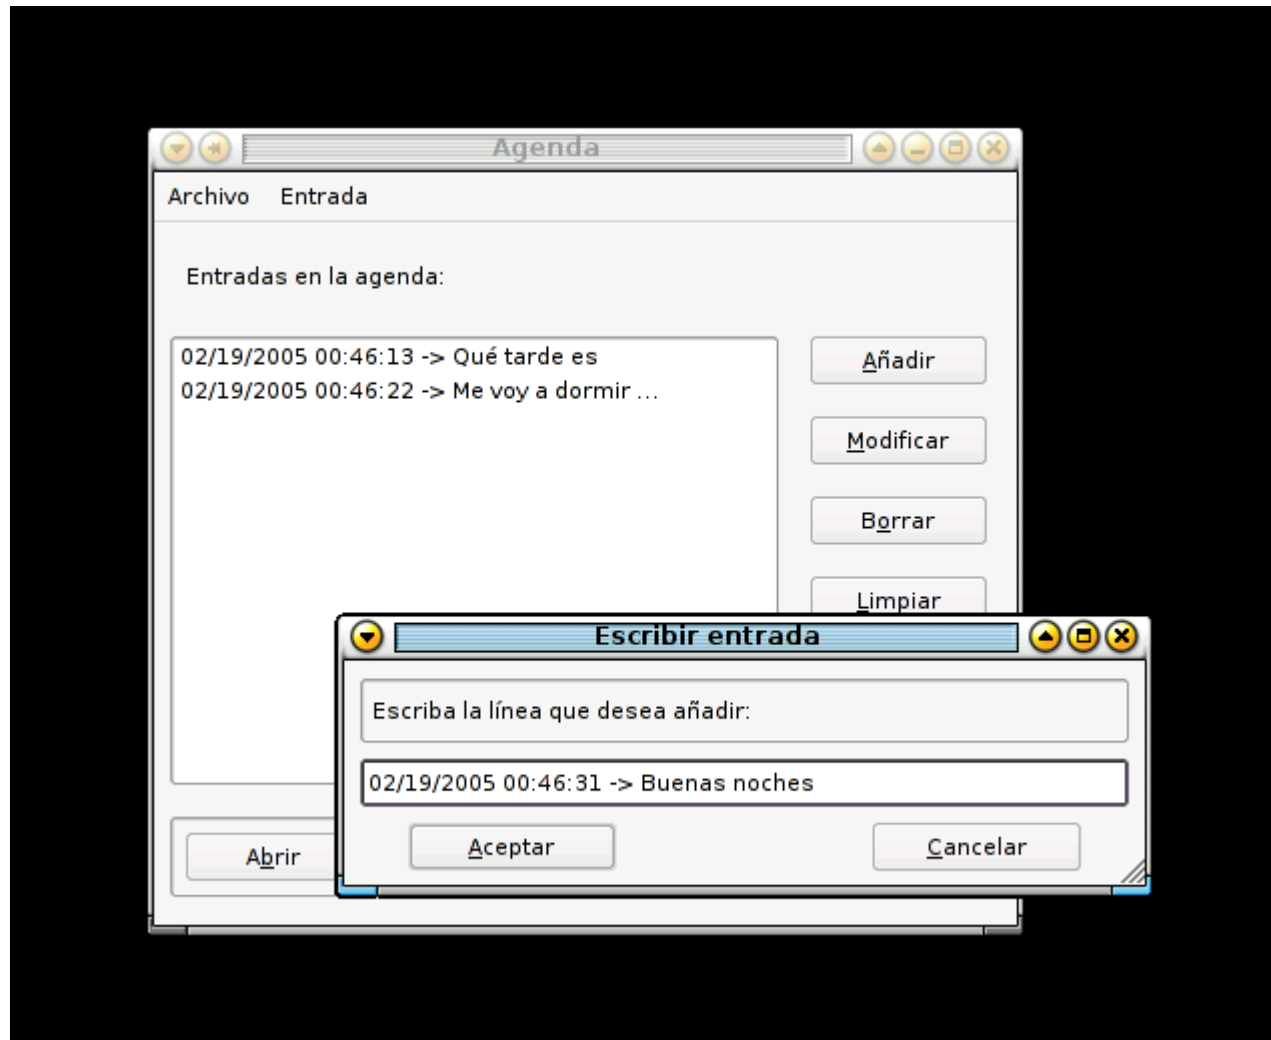 Agenda
Archivo Entrada
Entradas en la agenda:
02/19/2005 00:46:13 -> Qué tarde es
02/19/2005 00:46:22 -> Me voy a dormir ...
Añadir
Modificar
Borrar
Limpiar
Escribir entrada
Escriba la línea que desea añadir:
02/19/2005 00:46:31 -> Buenas noches
Aceptar Cancelar
Abrir